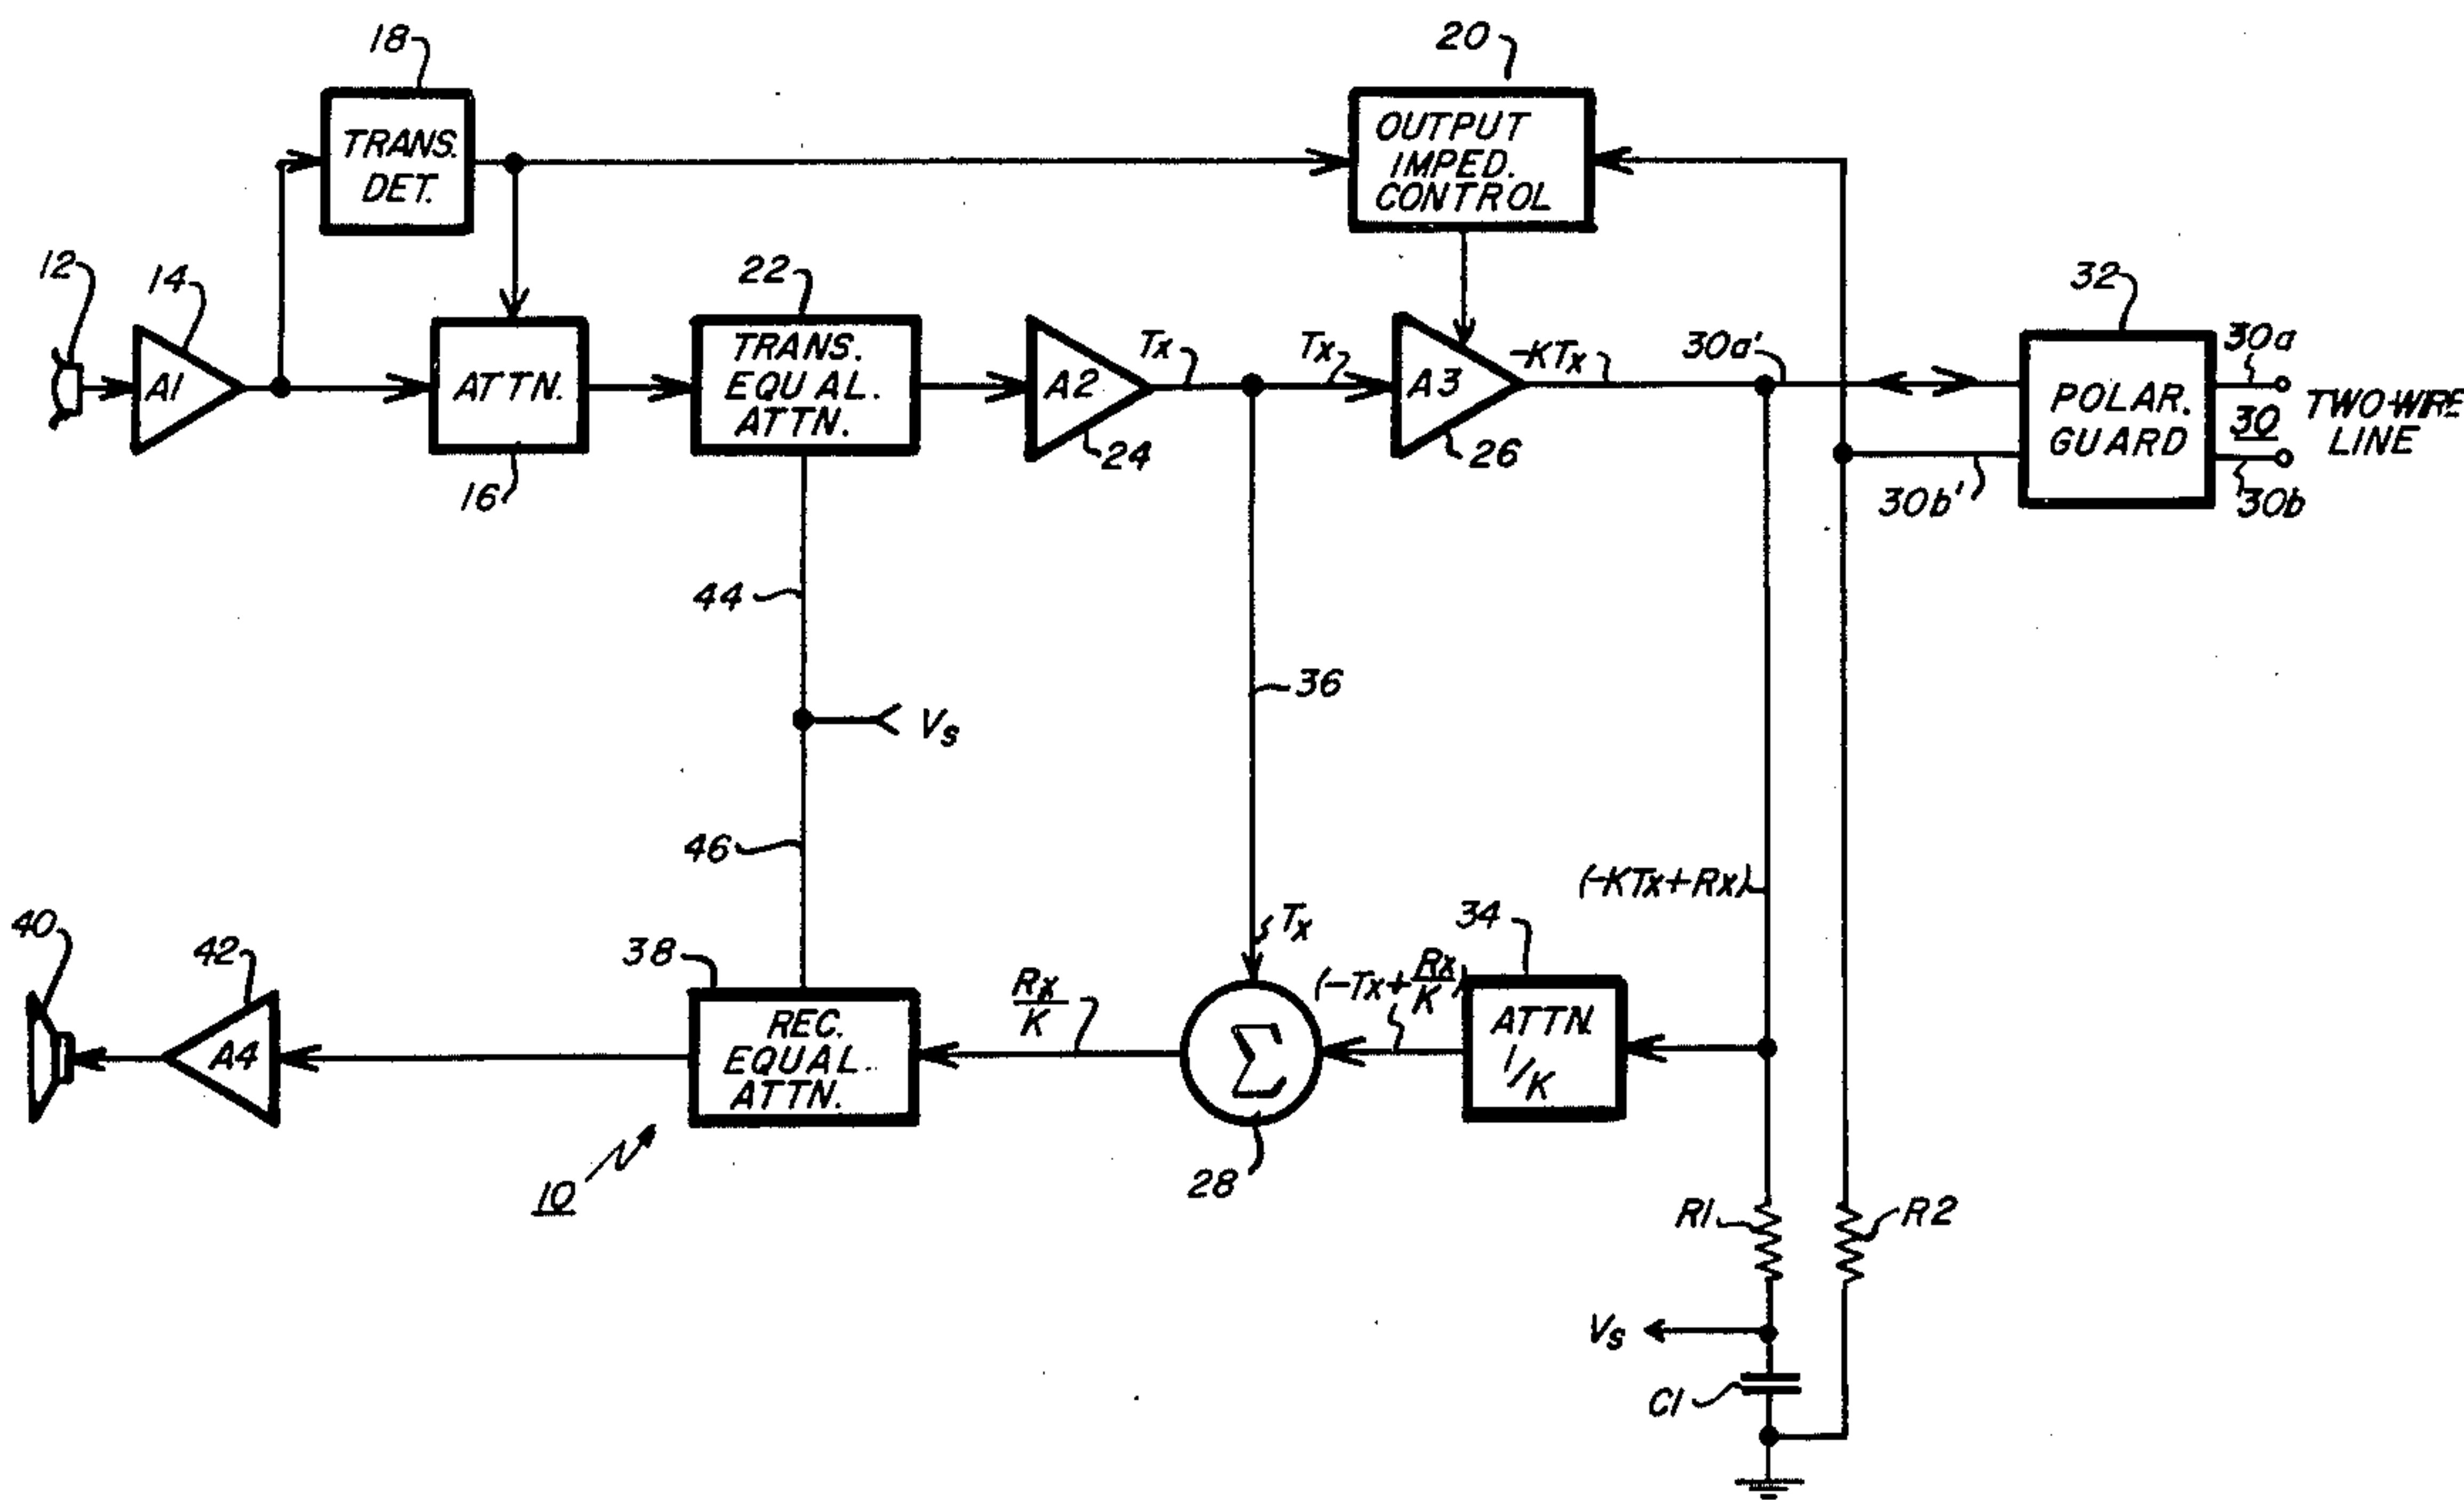 18
TRANS.
DET.
20
OUTPUT
IMPED.
CONTROL
12
14
A1
ATTN.
16
22
TRANS.
EQUAL.
ATTN.
A2
24
Tx
Tx
A3
26
-KTx
30a'
30b'
32
POLAR.
GUARD
30a
30
30b
TWO-WIRE
LINE
44
Vs
46
36
(-KTx+Rx)
40
42
A4
38
REC.
EQUAL.
ATTN.
10
Rx/K
Tx
Σ
28
(-Tx+Rx/K)
34
ATTN.
1/K
R1
R2
Vs
C1